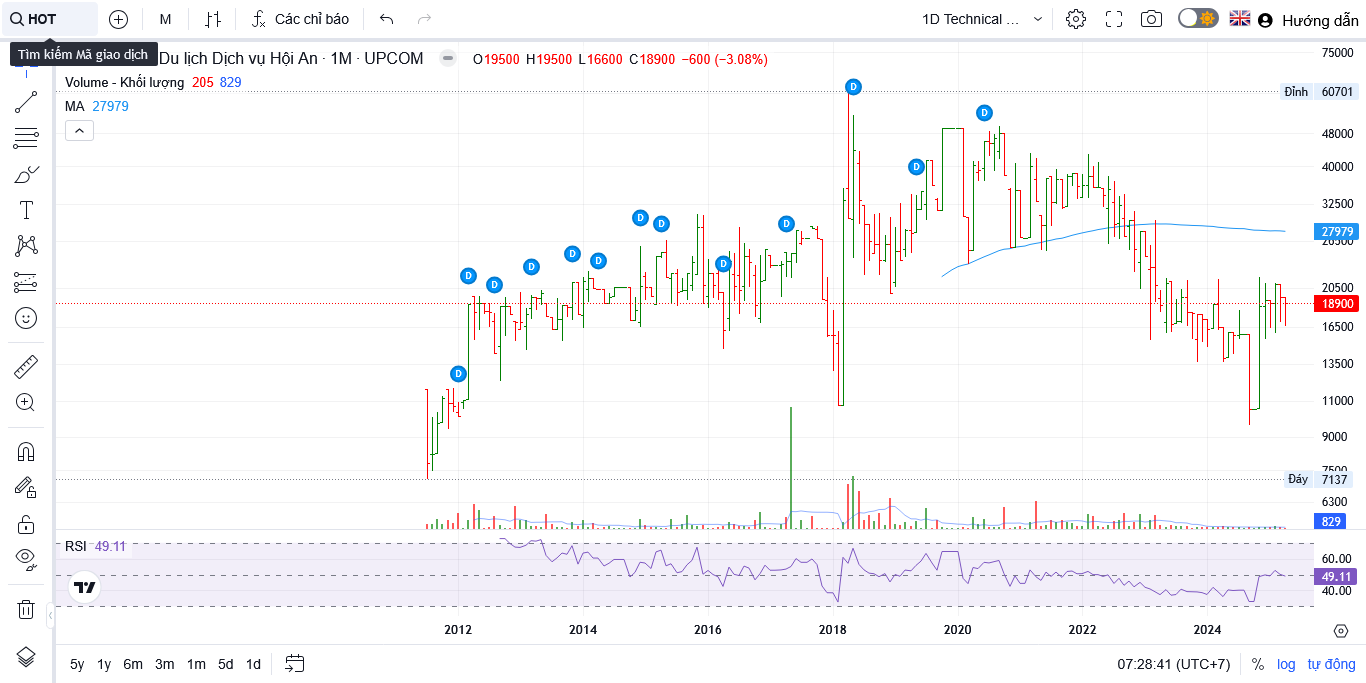 HOT
M
Các chỉ báo
1D Technical ...
Hướng dẫn
Tìm kiếm Mã giao dịch
Du lịch Dịch vụ Hội An · 1M · UPCOM
O19500 H19500 L16600 C18900 −600 (−3.08%)
Volume - Khối lượng 205 829
MA 27979
75000
Đỉnh 60701
48000
40000
32500
27979
20500
18900
16500
13500
11000
9000
7500
Đáy 7137
6300
829
D
D
D
D
D
D
D
D
D
D
D
D
D
D
RSI 49.11
60.00
49.11
40.00
2012 2014 2016 2018 2020 2022 2024
5y 1y 6m 3m 1m 5d 1d
07:28:41 (UTC+7) % log tự động